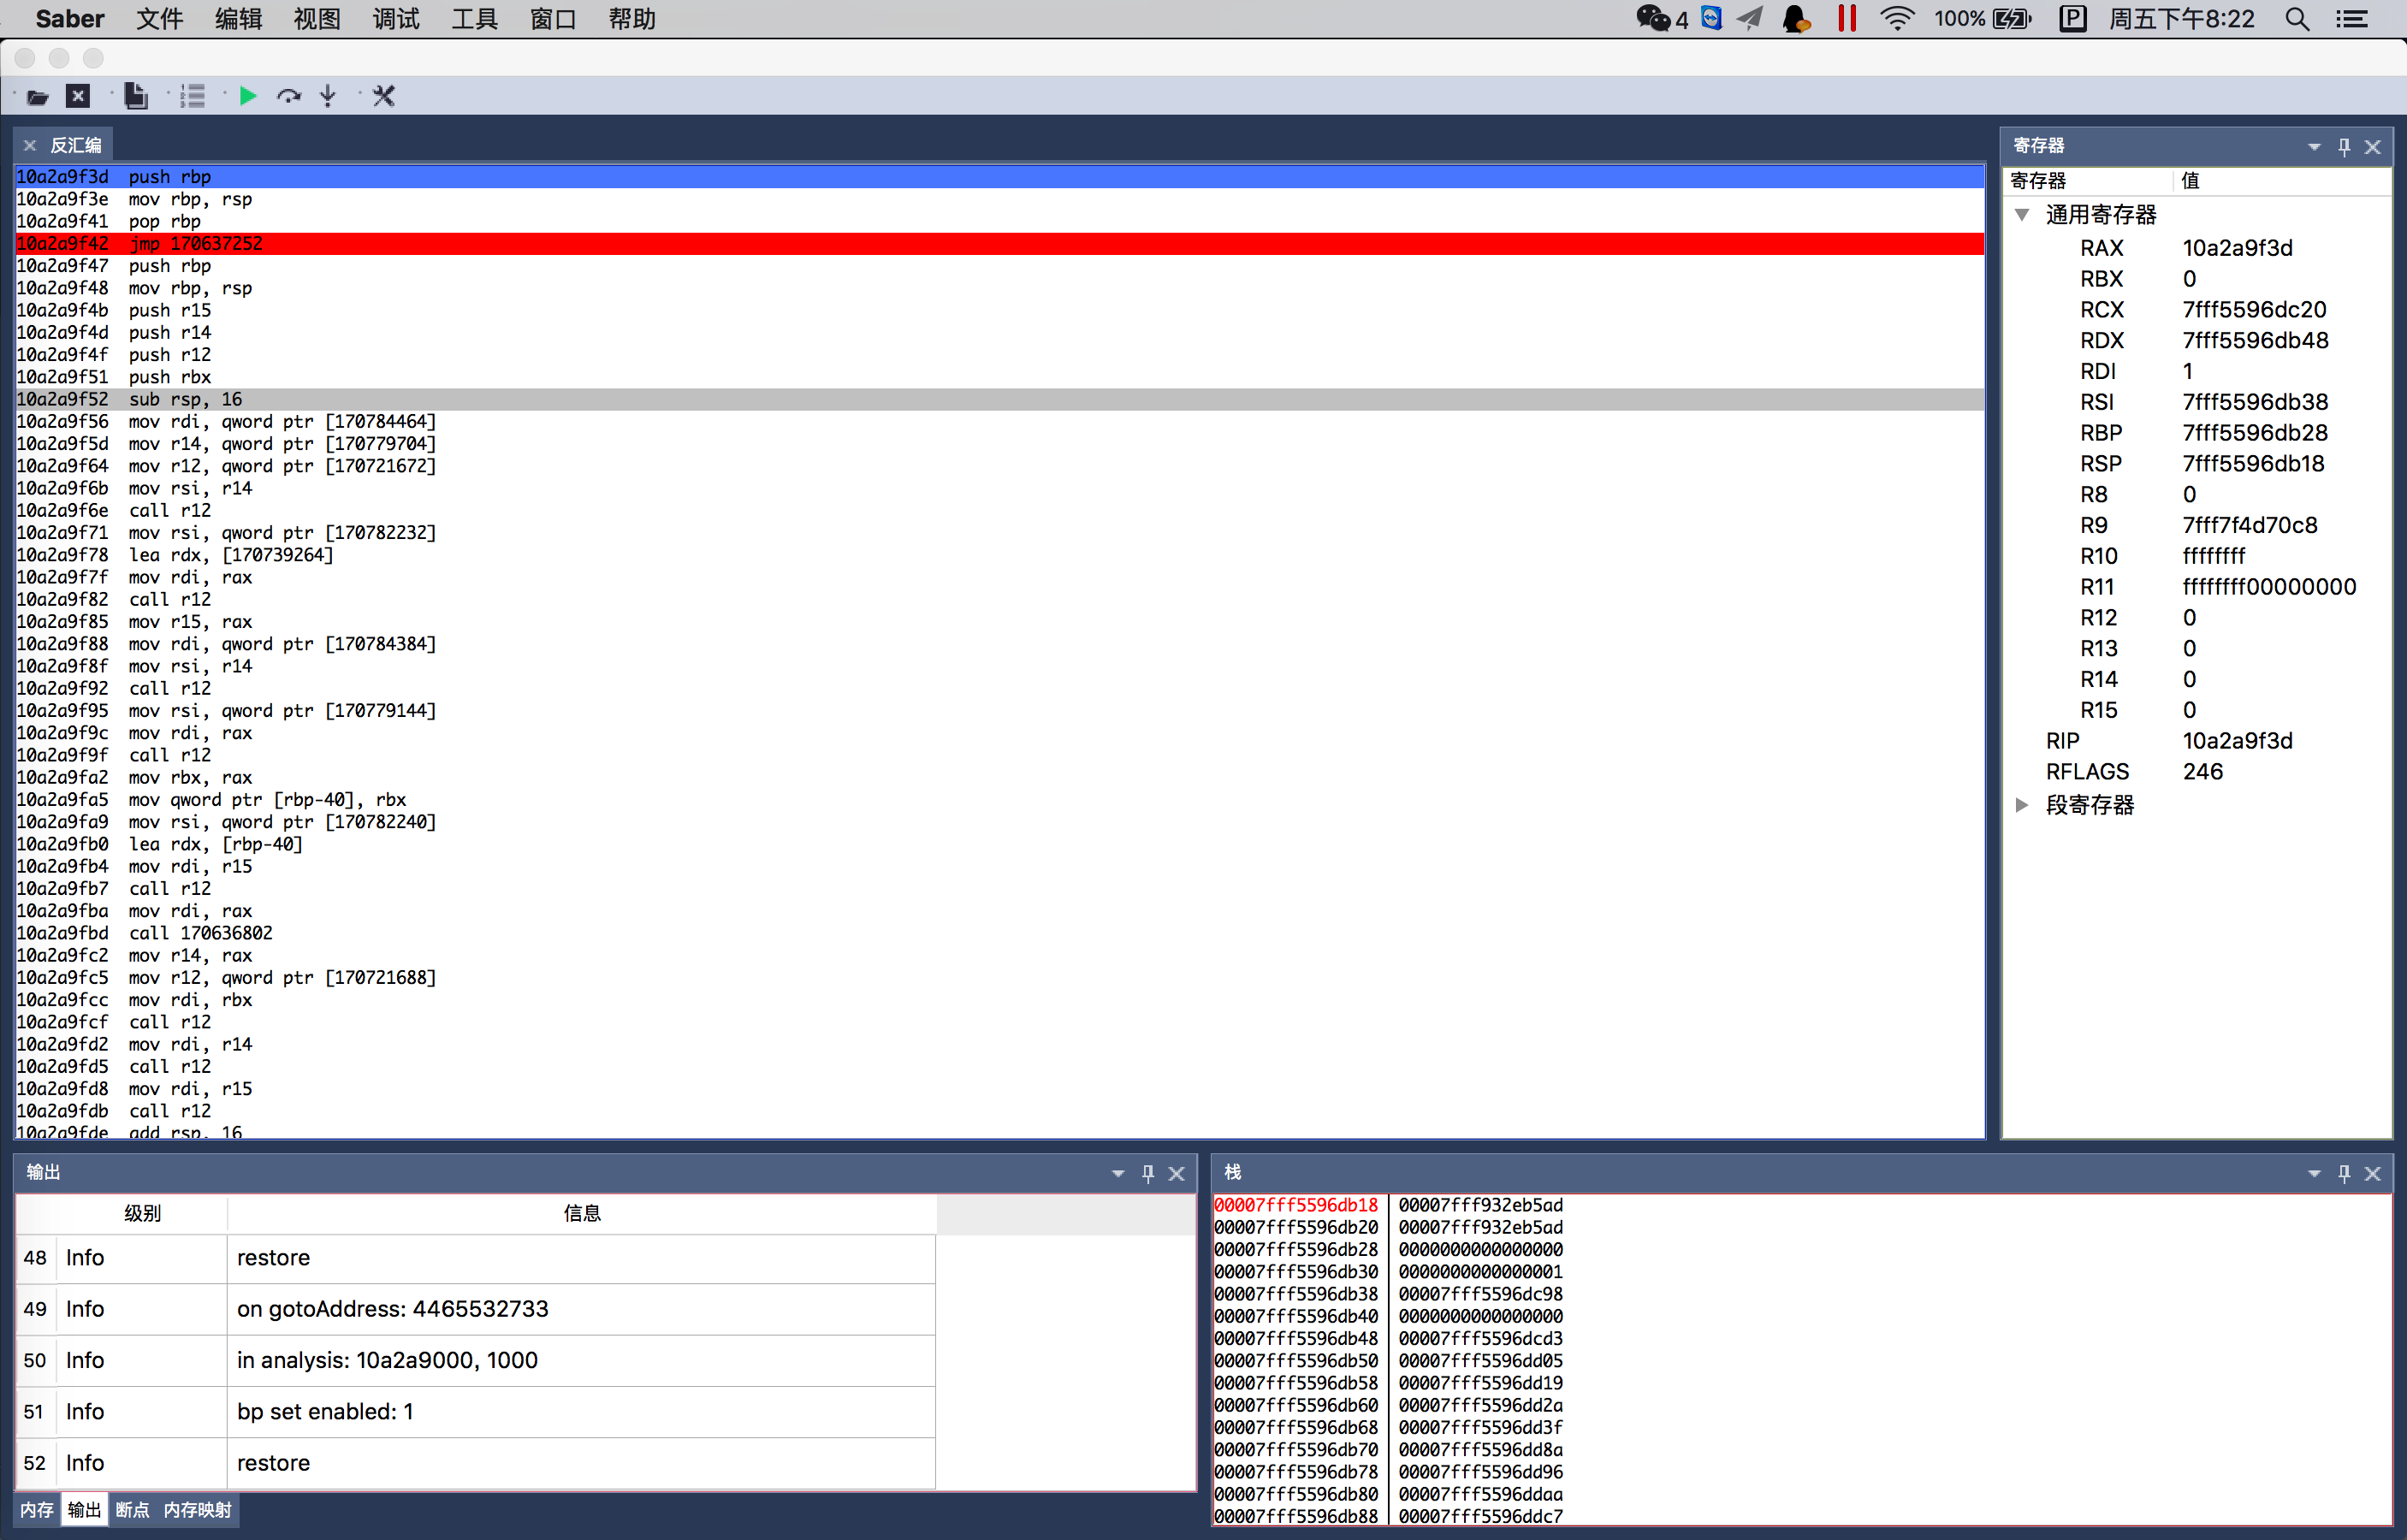 Saber 文件 编辑 视图 调试 工具 窗口 帮助 4 100% P 周五下午8:22
反汇编
10a2a9f3d push rbp
10a2a9f3e mov rbp, rsp
10a2a9f41 pop rbp
10a2a9f42 jmp 170637252
10a2a9f47 push rbp
10a2a9f48 mov rbp, rsp
10a2a9f4b push r15
10a2a9f4d push r14
10a2a9f4f push r12
10a2a9f51 push rbx
10a2a9f52 sub rsp, 16
10a2a9f56 mov rdi, qword ptr [170784464]
10a2a9f5d mov r14, qword ptr [170779704]
10a2a9f64 mov r12, qword ptr [170721672]
10a2a9f6b mov rsi, r14
10a2a9f6e call r12
10a2a9f71 mov rsi, qword ptr [170782232]
10a2a9f78 lea rdx, [170739264]
10a2a9f7f mov rdi, rax
10a2a9f82 call r12
10a2a9f85 mov r15, rax
10a2a9f88 mov rdi, qword ptr [170784384]
10a2a9f8f mov rsi, r14
10a2a9f92 call r12
10a2a9f95 mov rsi, qword ptr [170779144]
10a2a9f9c mov rdi, rax
10a2a9f9f call r12
10a2a9fa2 mov rbx, rax
10a2a9fa5 mov qword ptr [rbp-40], rbx
10a2a9fa9 mov rsi, qword ptr [170782240]
10a2a9fb0 lea rdx, [rbp-40]
10a2a9fb4 mov rdi, r15
10a2a9fb7 call r12
10a2a9fba mov rdi, rax
10a2a9fbd call 170636802
10a2a9fc2 mov r14, rax
10a2a9fc5 mov r12, qword ptr [170721688]
10a2a9fcc mov rdi, rbx
10a2a9fcf call r12
10a2a9fd2 mov rdi, r14
10a2a9fd5 call r12
10a2a9fd8 mov rdi, r15
10a2a9fdb call r12
10a2a9fde add rsp, 16
寄存器
寄存器 值
通用寄存器
RAX 10a2a9f3d
RBX 0
RCX 7fff5596dc20
RDX 7fff5596db48
RDI 1
RSI 7fff5596db38
RBP 7fff5596db28
RSP 7fff5596db18
R8 0
R9 7fff7f4d70c8
R10 ffffffff
R11 ffffffff00000000
R12 0
R13 0
R14 0
R15 0
RIP 10a2a9f3d
RFLAGS 246
段寄存器
输出
级别 信息
48 Info restore
49 Info on gotoAddress: 4465532733
50 Info in analysis: 10a2a9000, 1000
51 Info bp set enabled: 1
52 Info restore
内存 输出 断点 内存映射
栈
00007fff5596db18 00007fff932eb5ad
00007fff5596db20 00007fff932eb5ad
00007fff5596db28 0000000000000000
00007fff5596db30 0000000000000001
00007fff5596db38 00007fff5596dc98
00007fff5596db40 0000000000000000
00007fff5596db48 00007fff5596dcd3
00007fff5596db50 00007fff5596dd05
00007fff5596db58 00007fff5596dd19
00007fff5596db60 00007fff5596dd2a
00007fff5596db68 00007fff5596dd3f
00007fff5596db70 00007fff5596dd8a
00007fff5596db78 00007fff5596dd96
00007fff5596db80 00007fff5596ddaa
00007fff5596db88 00007fff5596ddc7